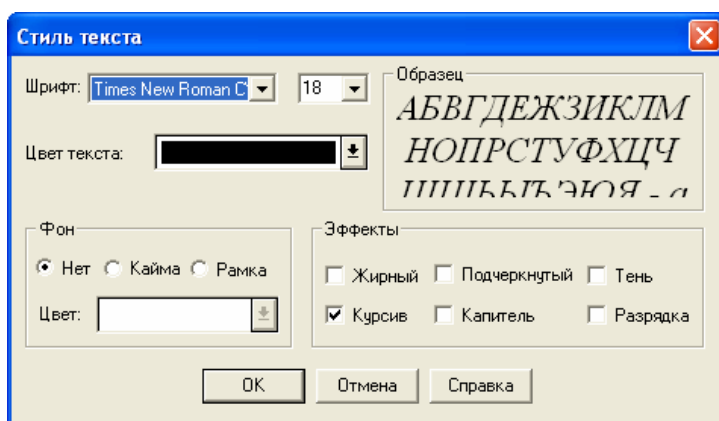 Стиль текста
Шрифт: Times New Roman C 18
Образец
АБВГДЕЖЗИКЛМ
НОПРСТУФХЦЧ
Цвет текста:
Фон
Нет Кайма Рамка
Цвет:
Эффекты
Жирный Подчеркнутый Тень
Курсив Капитель Разрядка
OK Отмена Справка